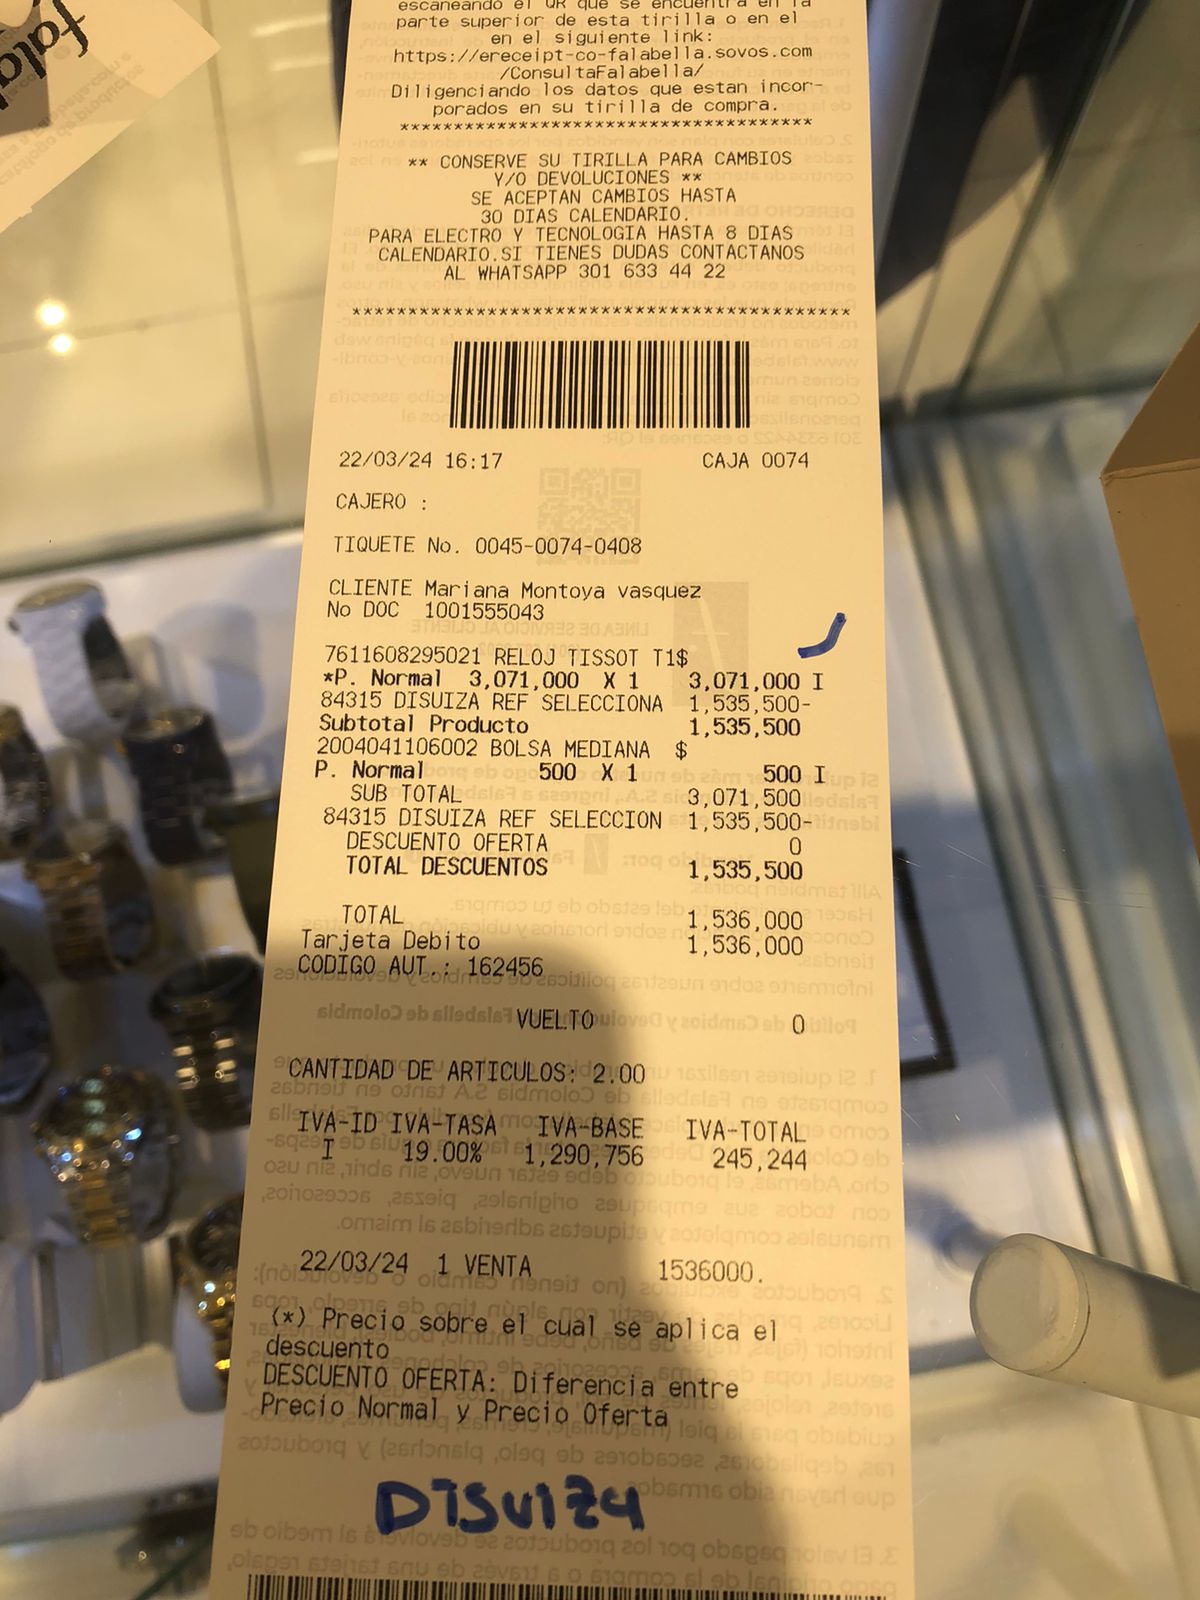 escaneando el QR que se encuentra en la
parte superior de esta tirilla o en el
en el siguiente link:
https://ereceipt-co-falabella.sovos.com
/ConsultaFalabella/
Diligenciando los datos que estan incor-
porados en su tirilla de compra.
****************************************
** CONSERVE SU TIRILLA PARA CAMBIOS
Y/O DEVOLUCIONES **
SE ACEPTAN CAMBIOS HASTA
30 DIAS CALENDARIO.
PARA ELECTRO Y TECNOLOGIA HASTA 8 DIAS
CALENDARIO.SI TIENES DUDAS CONTACTANOS
AL WHATSAPP 301 633 44 22
********************************************
22/03/24 16:17 CAJA 0074
CAJERO :
TIQUETE No. 0045-0074-0408
CLIENTE Mariana Montoya vasquez
No DOC 1001555043
7611608295021 RELOJ TISSOT T1$
*P. Normal 3,071,000 X 1 3,071,000 I
84315 DISUIZA REF SELECCIONA 1,535,500-
Subtotal Producto 1,535,500
2004041106002 BOLSA MEDIANA $
P. Normal 500 X 1 500 I
SUB TOTAL 3,071,500
84315 DISUIZA REF SELECCION 1,535,500-
DESCUENTO OFERTA 0
TOTAL DESCUENTOS 1,535,500
TOTAL 1,536,000
Tarjeta Debito 1,536,000
CODIGO AUT.: 162456
VUELTO 0
CANTIDAD DE ARTICULOS: 2.00
IVA-ID IVA-TASA IVA-BASE IVA-TOTAL
I 19.00% 1,290,756 245,244
22/03/24 1 VENTA 1536000.
(*) Precio sobre el cual se aplica el
descuento
DESCUENTO OFERTA: Diferencia entre
Precio Normal y Precio Oferta
DISUIZA